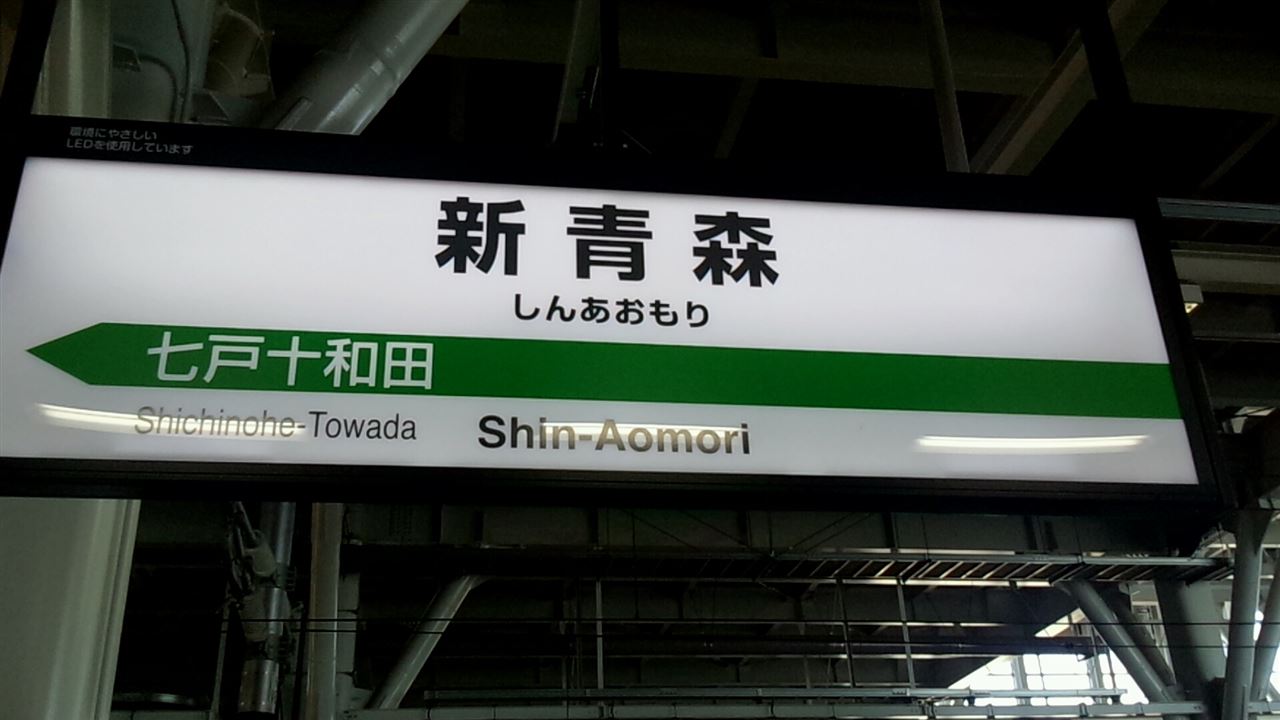 環境にやさしい
LEDを使用しています
新青森
しんあおもり
七戸十和田
Shichinohe-Towada
Shin-Aomori